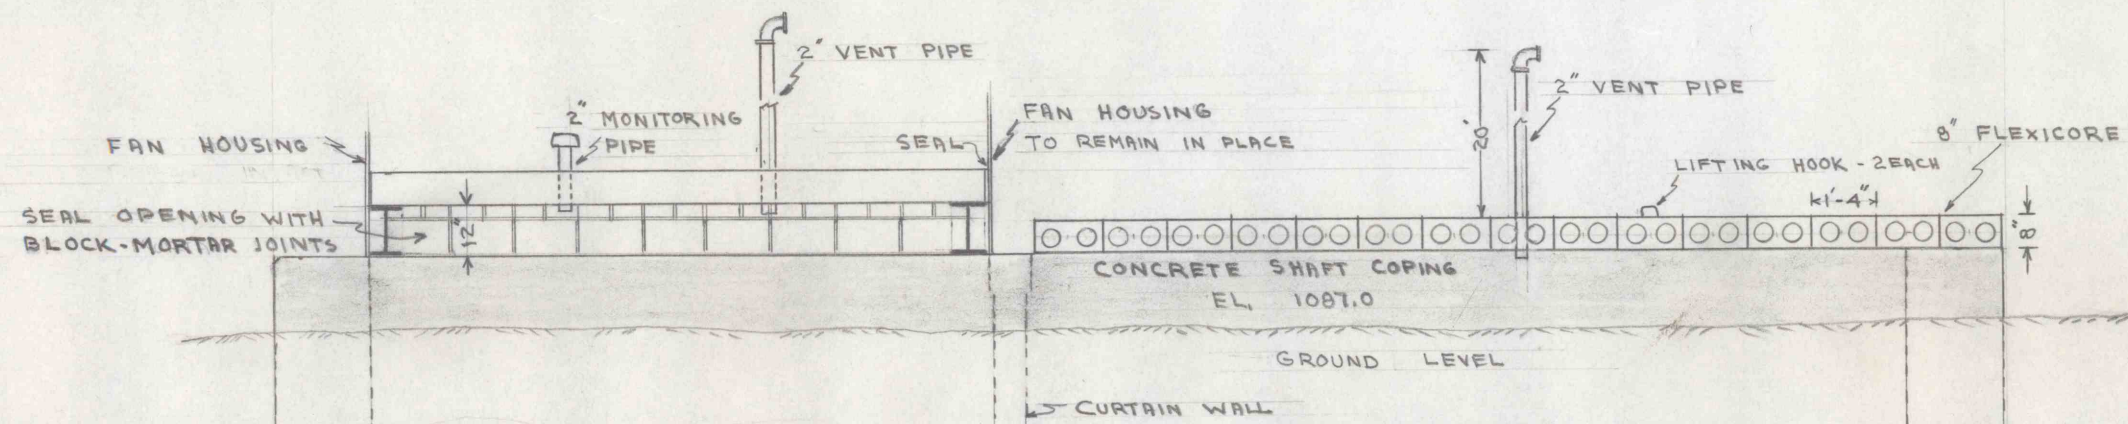 2" VENT PIPE
2" MONITORING
PIPE
FAN HOUSING
SEAL
FAN HOUSING
TO REMAIN IN PLACE
SEAL OPENING WITH
BLOCK-MORTAR JOINTS
12"
20'
2" VENT PIPE
8" FLEXICORE
LIFTING HOOK - 2 EACH
1'-4"
8"
CONCRETE SHAFT COPING
EL. 1087.0
GROUND LEVEL
CURTAIN WALL